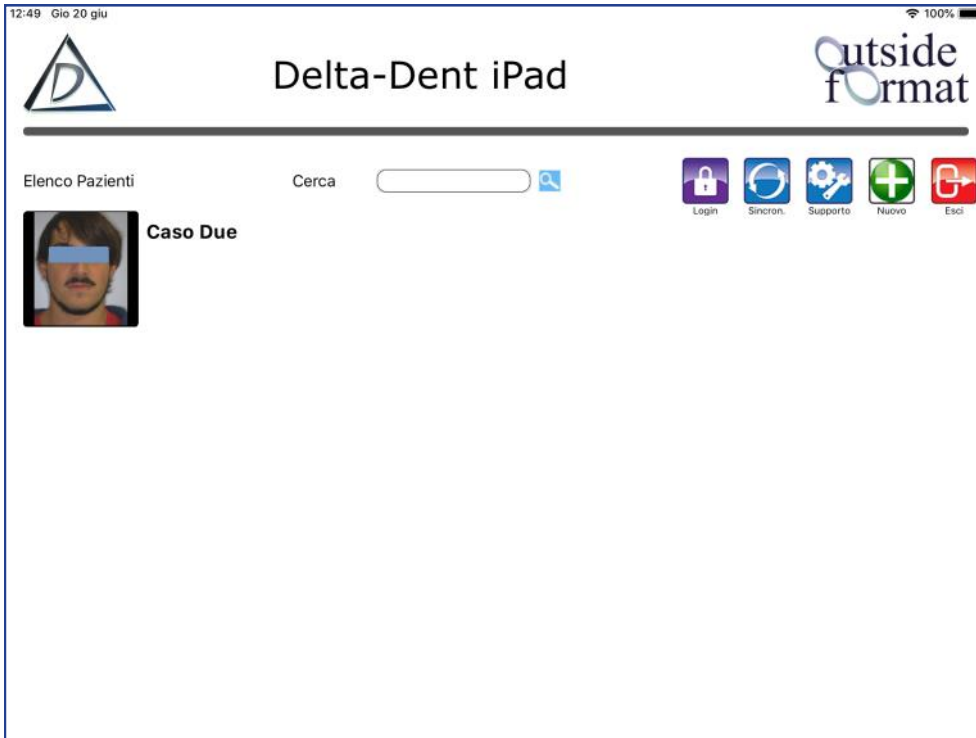 12:49 Gio 20 giu
100%
D
Delta-Dent iPad
Outside
format
Elenco Pazienti
Cerca
Login
Sincron.
Supporto
Nuovo
Esci
Caso Due